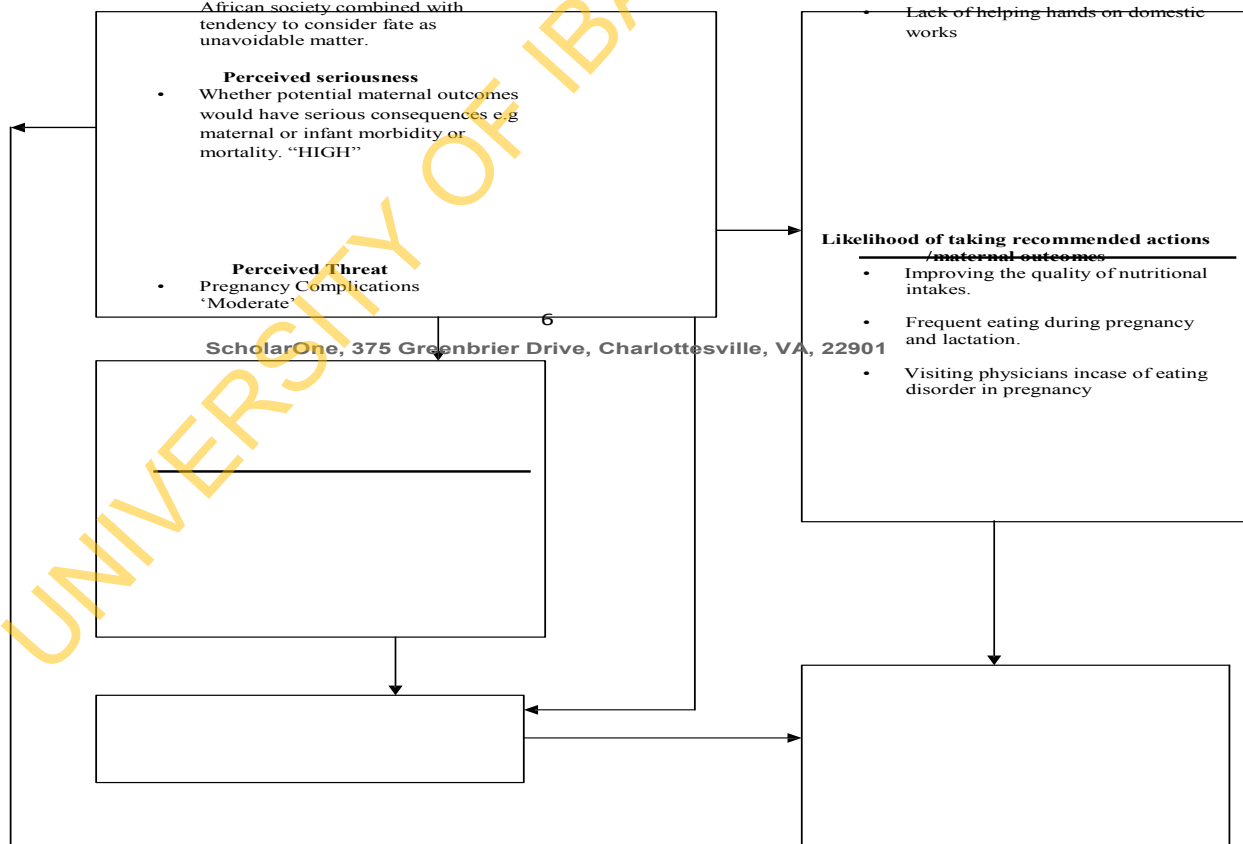 African society combined with
tendency to consider fate as
unavoidable matter.
Perceived seriousness
• Whether potential maternal outcomes
would have serious consequences e.g
maternal or infant morbidity or
mortality. “HIGH”
Perceived Threat
• Pregnancy Complications
‘Moderate’
• Lack of helping hands on domestic
works
Likelihood of taking recommended actions
/maternal outcomes
• Improving the quality of nutritional
intakes.
• Frequent eating during pregnancy
and lactation.
• Visiting physicians incase of eating
disorder in pregnancy
6
ScholarOne, 375 Greenbrier Drive, Charlottesville, VA, 22901
UNIVERSITY OF IBA